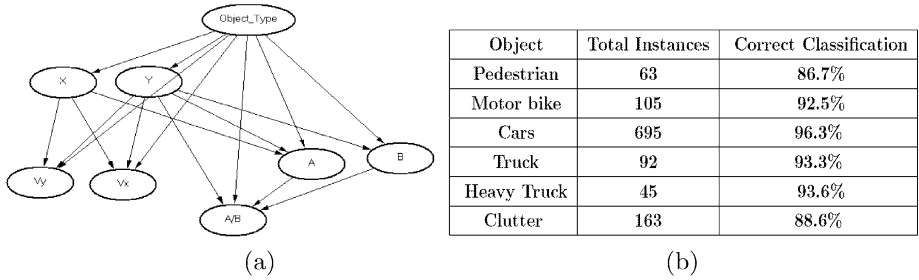 Object_Type
X
Y
A
B
Vy
Vx
A/B
(a)
Object Total Instances Correct Classification
Pedestrian 63 86.7%
Motor bike 105 92.5%
Cars 695 96.3%
Truck 92 93.3%
Heavy Truck 45 93.6%
Clutter 163 88.6%
(b)